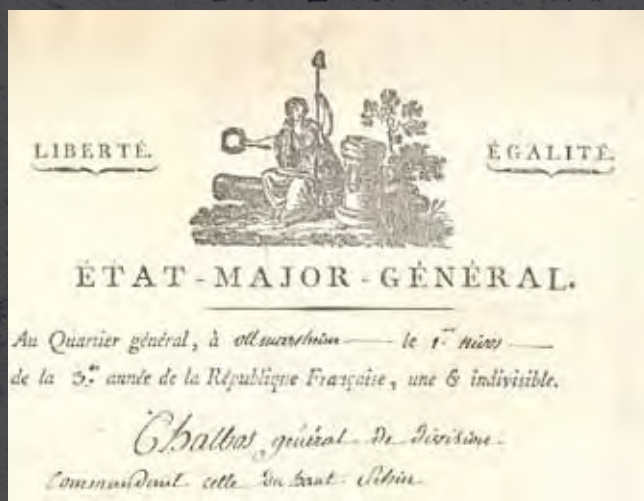 LIBERTÉ.
ÉGALITÉ.
ÉTAT-MAJOR-GÉNÉRAL.
Au Quartier général, à le 1.er nivos
de la 3.e année de la République Française, une & indivisible.
Chalbos, général de division
Commandant celle du haut Rhin